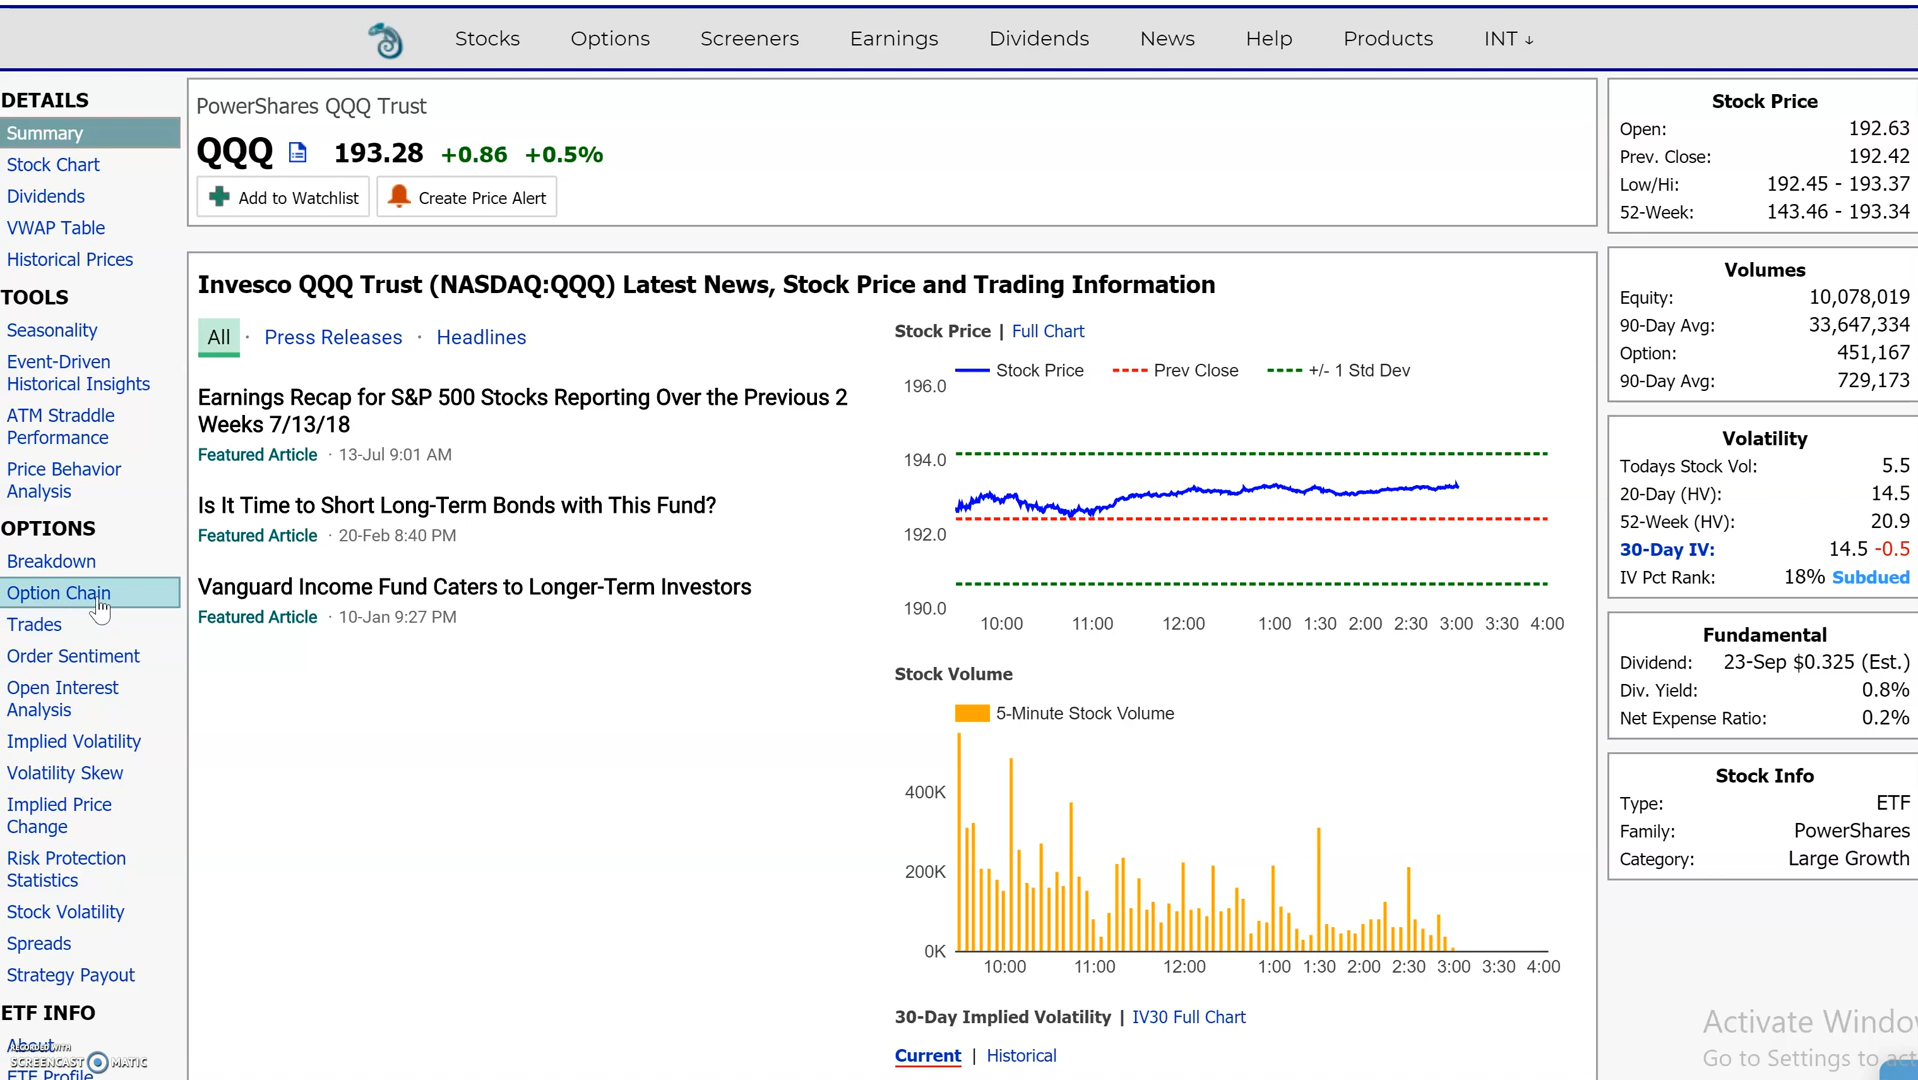 Stocks Options Screeners Earnings Dividends News Help Products INT ↓
DETAILS
Summary
Stock Chart
Dividends
VWAP Table
Historical Prices
TOOLS
Seasonality
Event-Driven
Historical Insights
ATM Straddle
Performance
Price Behavior
Analysis
OPTIONS
Breakdown
Option Chain
Trades
Order Sentiment
Open Interest
Analysis
Implied Volatility
Volatility Skew
Implied Price
Change
Risk Protection
Statistics
Stock Volatility
Spreads
Strategy Payout
ETF INFO
About
RECORDED WITH
SCREENCAST MATIC
ETF Profile
PowerShares QQQ Trust
QQQ 193.28 +0.86 +0.5%
Add to Watchlist Create Price Alert
Invesco QQQ Trust (NASDAQ:QQQ) Latest News, Stock Price and Trading Information
All · Press Releases · Headlines
Earnings Recap for S&P 500 Stocks Reporting Over the Previous 2
Weeks 7/13/18
Featured Article · 13-Jul 9:01 AM
Is It Time to Short Long-Term Bonds with This Fund?
Featured Article · 20-Feb 8:40 PM
Vanguard Income Fund Caters to Longer-Term Investors
Featured Article · 10-Jan 9:27 PM
Stock Price | Full Chart
Stock Price Prev Close +/- 1 Std Dev
196.0
194.0
192.0
190.0
10:00 11:00 12:00 1:00 1:30 2:00 2:30 3:00 3:30 4:00
Stock Volume
5-Minute Stock Volume
400K
200K
0K
10:00 11:00 12:00 1:00 1:30 2:00 2:30 3:00 3:30 4:00
30-Day Implied Volatility | IV30 Full Chart
Current | Historical
Stock Price
Open: 192.63
Prev. Close: 192.42
Low/Hi: 192.45 - 193.37
52-Week: 143.46 - 193.34
Volumes
Equity: 10,078,019
90-Day Avg: 33,647,334
Option: 451,167
90-Day Avg: 729,173
Volatility
Todays Stock Vol: 5.5
20-Day (HV): 14.5
52-Week (HV): 20.9
30-Day IV: 14.5 -0.5
IV Pct Rank: 18% Subdued
Fundamental
Dividend: 23-Sep $0.325 (Est.)
Div. Yield: 0.8%
Net Expense Ratio: 0.2%
Stock Info
Type: ETF
Family: PowerShares
Category: Large Growth
Activate Windo
Go to Settings to act